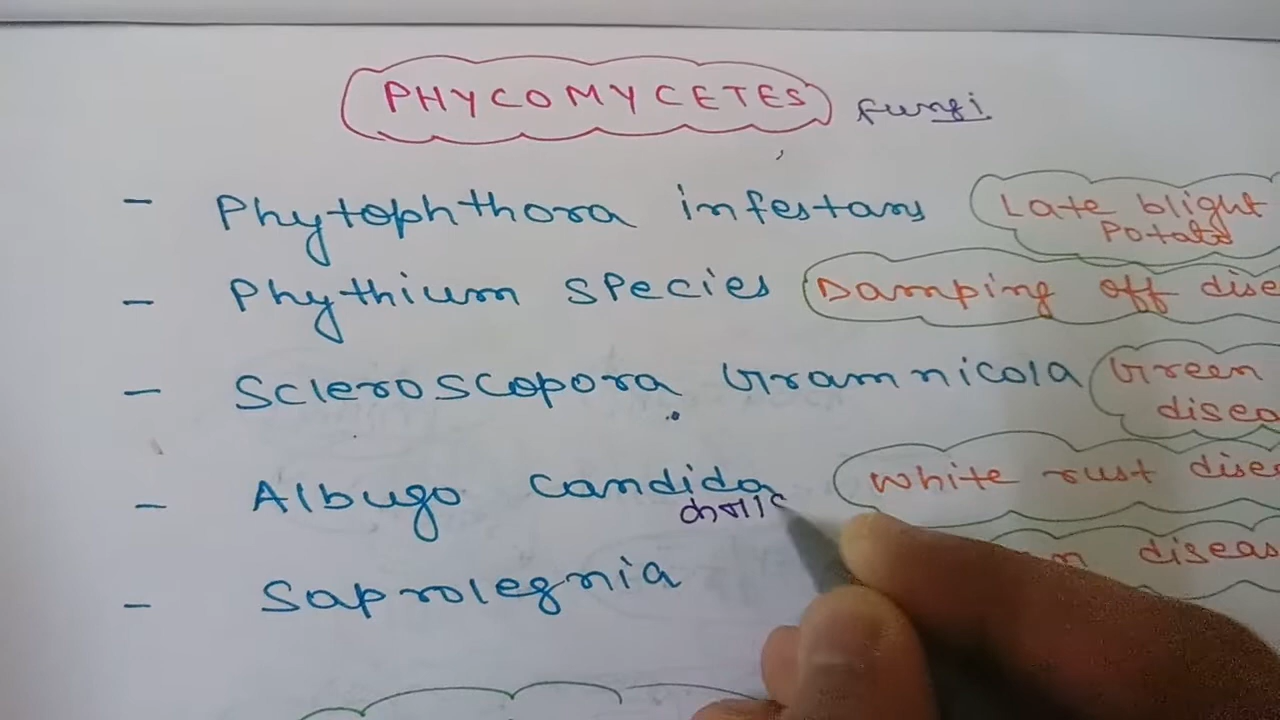 PHYCOMYCETES fungi
- Phytophthora infestans Late blight
Potato
- Phythium species Damping off dise
- Scleroscopora Gramnicola Green
disea
- Albugo candida White rust disea
- Saprolegnia diseas